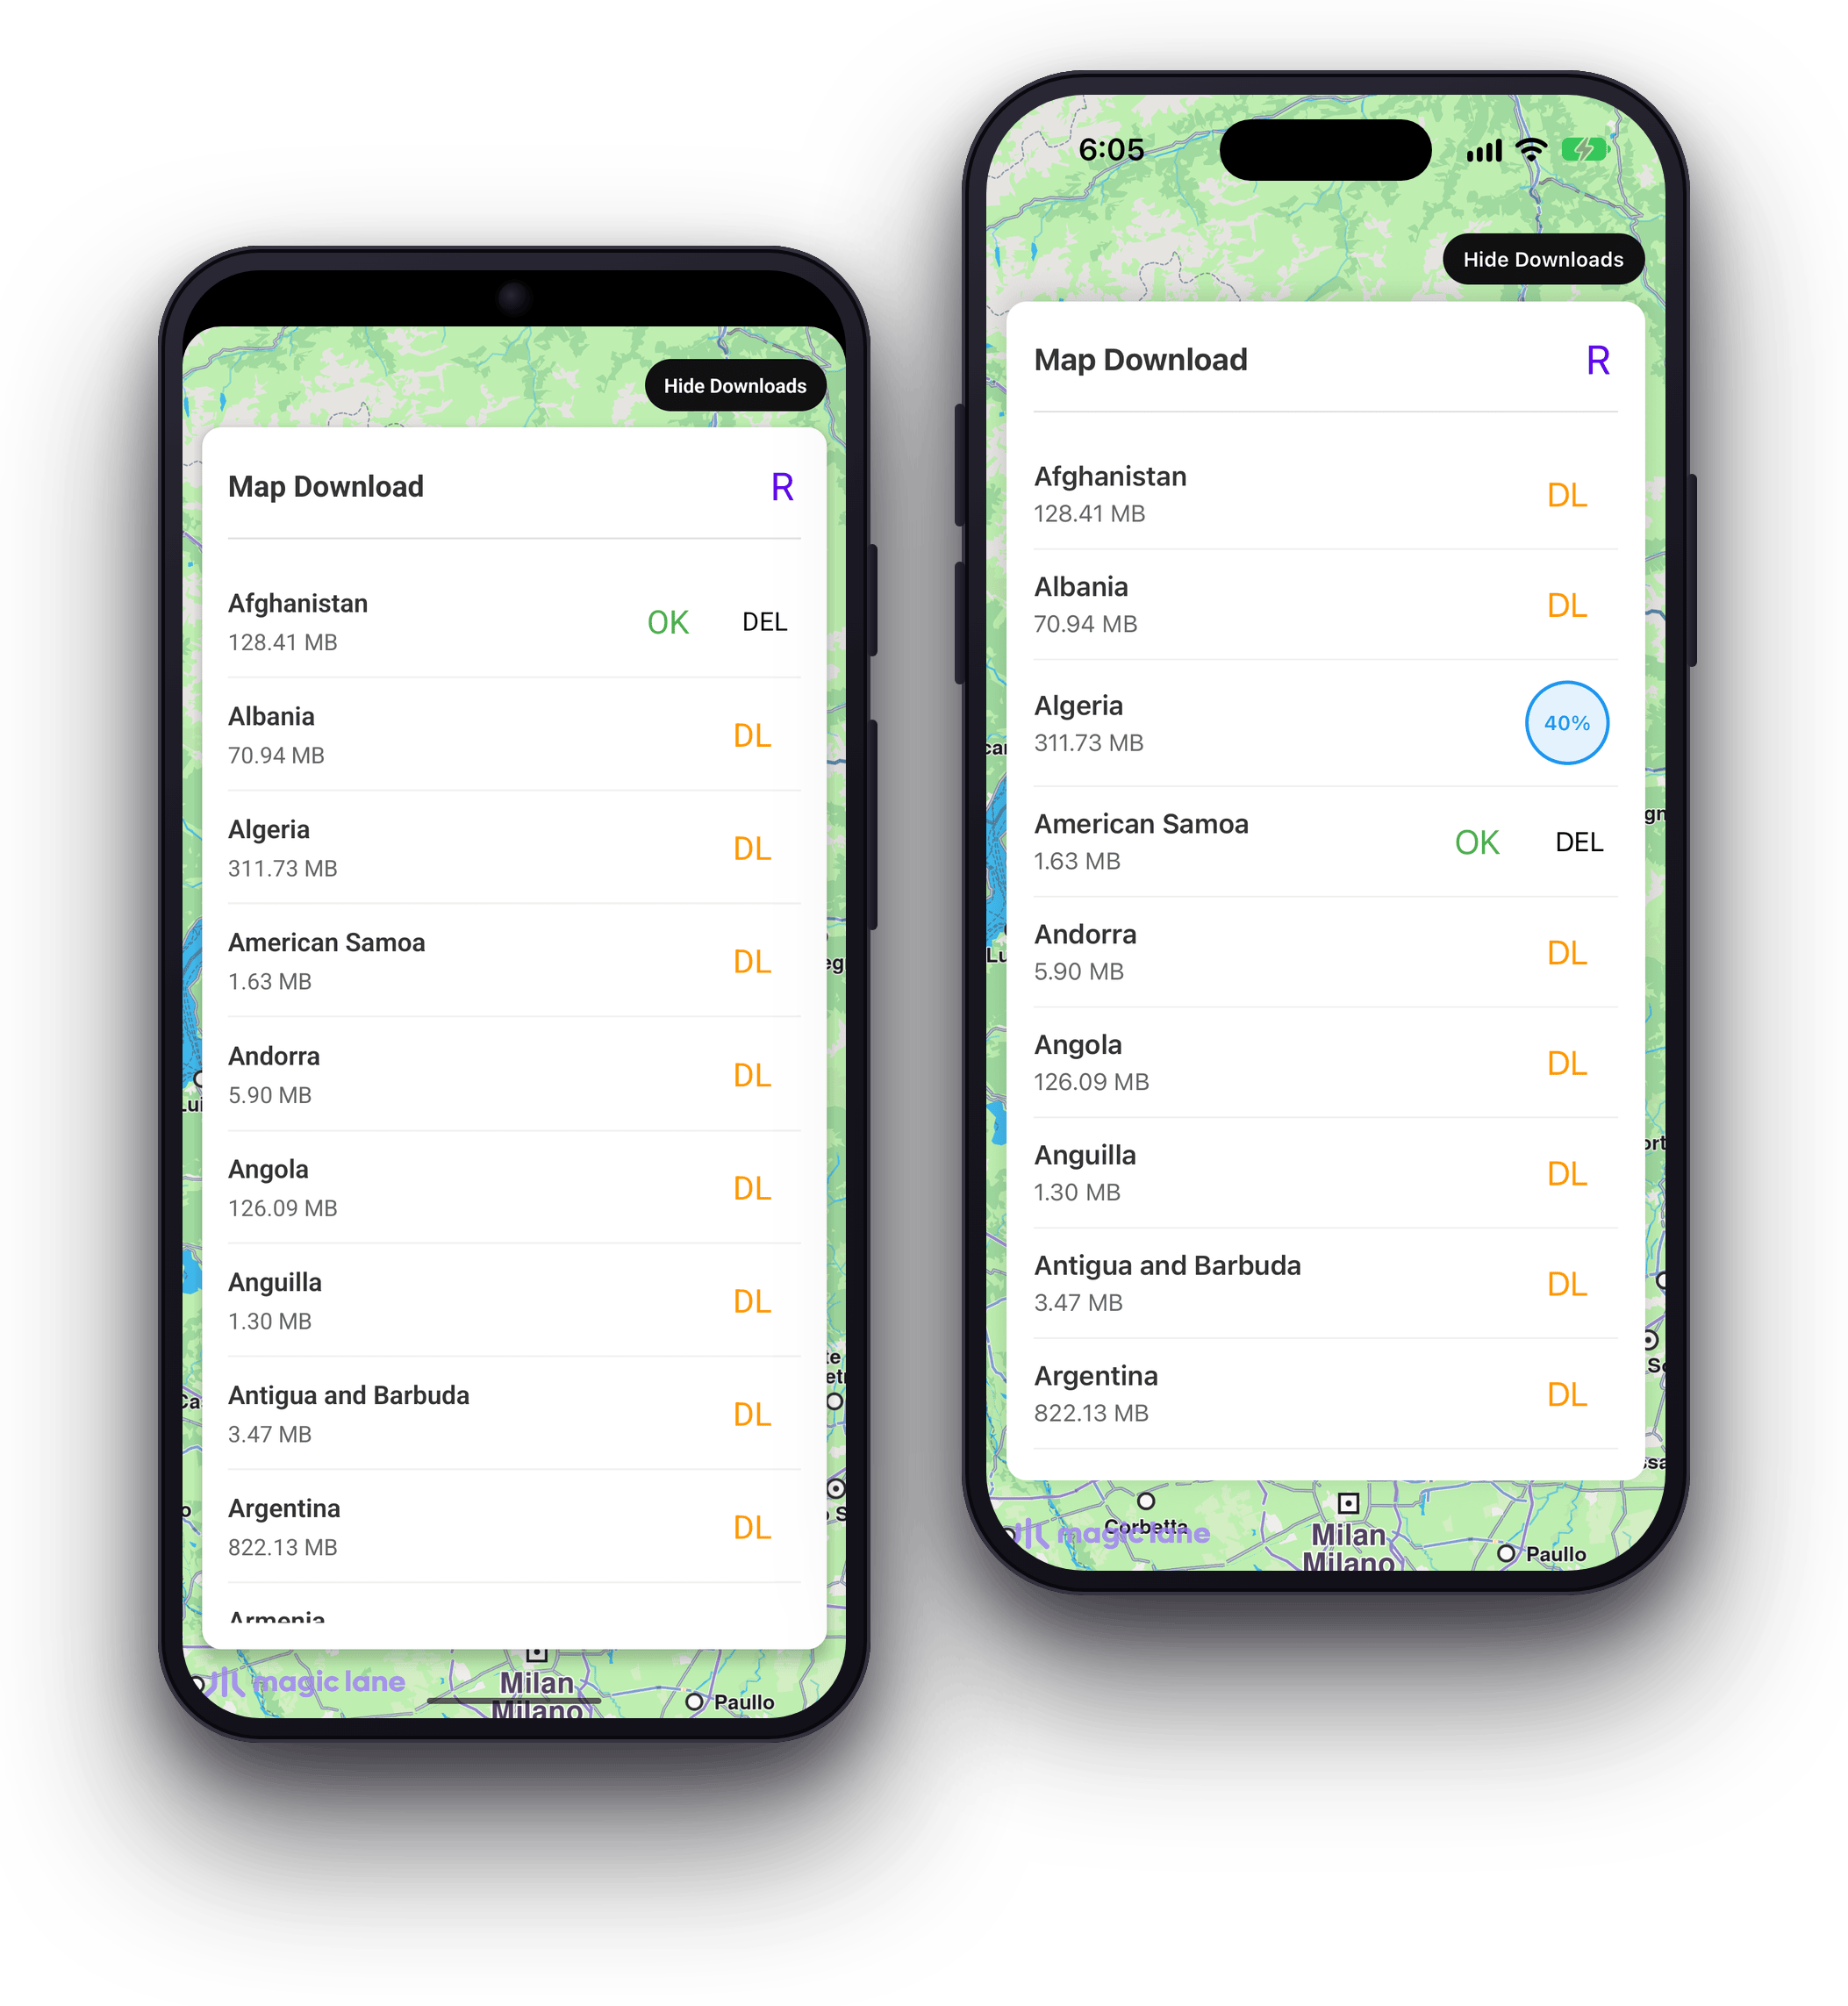 Hide Downloads
Map Download
R
Afghanistan
128.41 MB
OK
DEL
Albania
70.94 MB
DL
Algeria
311.73 MB
DL
American Samoa
1.63 MB
DL
Andorra
5.90 MB
DL
Angola
126.09 MB
DL
Anguilla
1.30 MB
DL
Antigua and Barbuda
3.47 MB
DL
Argentina
822.13 MB
DL
Armenia
magic lane
Milan
Milano
Paullo
6:05
Hide Downloads
Map Download
R
Afghanistan
128.41 MB
DL
Albania
70.94 MB
DL
Algeria
311.73 MB
40%
American Samoa
1.63 MB
OK
DEL
Andorra
5.90 MB
DL
Angola
126.09 MB
DL
Anguilla
1.30 MB
DL
Antigua and Barbuda
3.47 MB
DL
Argentina
822.13 MB
DL
Corbetta
magic lane
Milan
Milano
Paullo